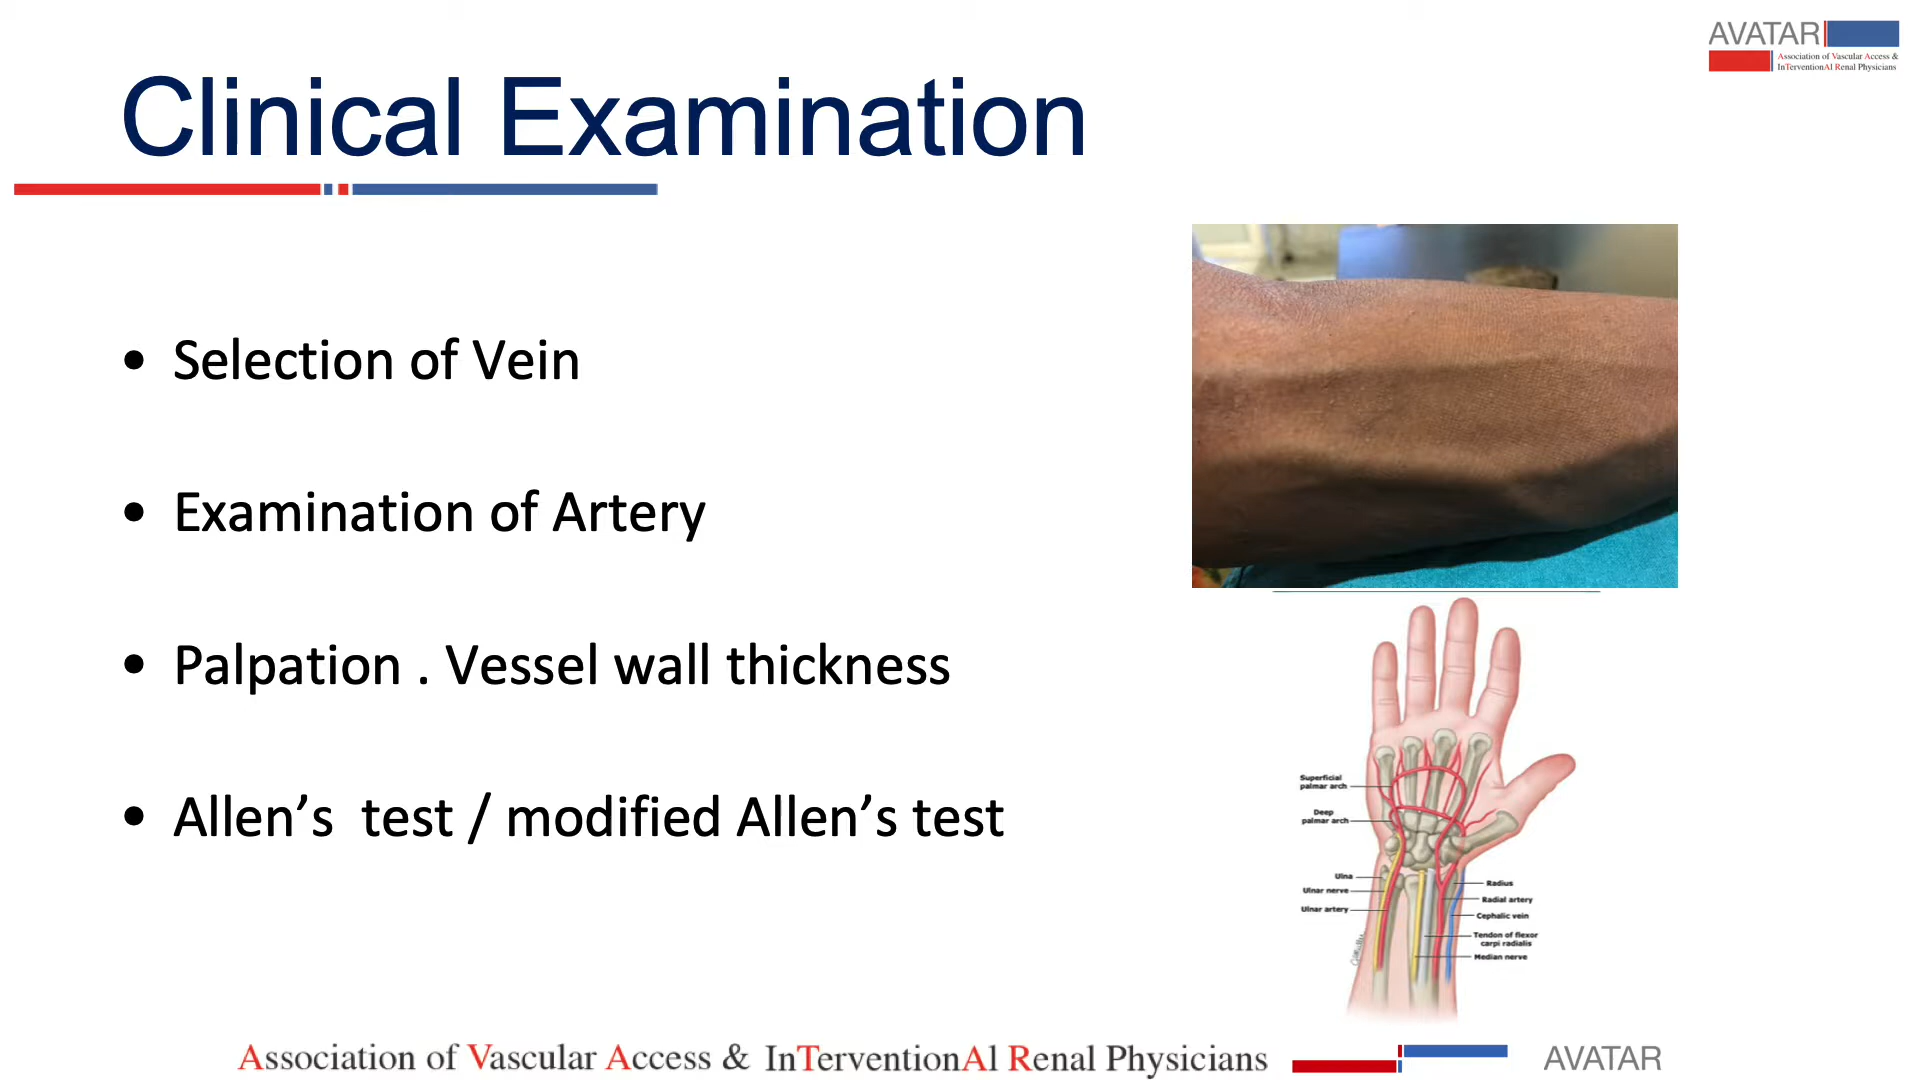 AVATAR
Association of Vascular Access &
InTerventionAl Renal Physicians
Clinical Examination
• Selection of Vein
• Examination of Artery
• Palpation . Vessel wall thickness
• Allen’s  test / modified Allen’s test
Superficial
palmar arch
Deep
palmar arch
Ulna
Ulnar nerve
Ulnar artery
Radius
Radial artery
Cephalic vein
Tendon of flexor
carpi radialis
Median nerve
Association of Vascular Access & InTerventionAl Renal Physicians
AVATAR